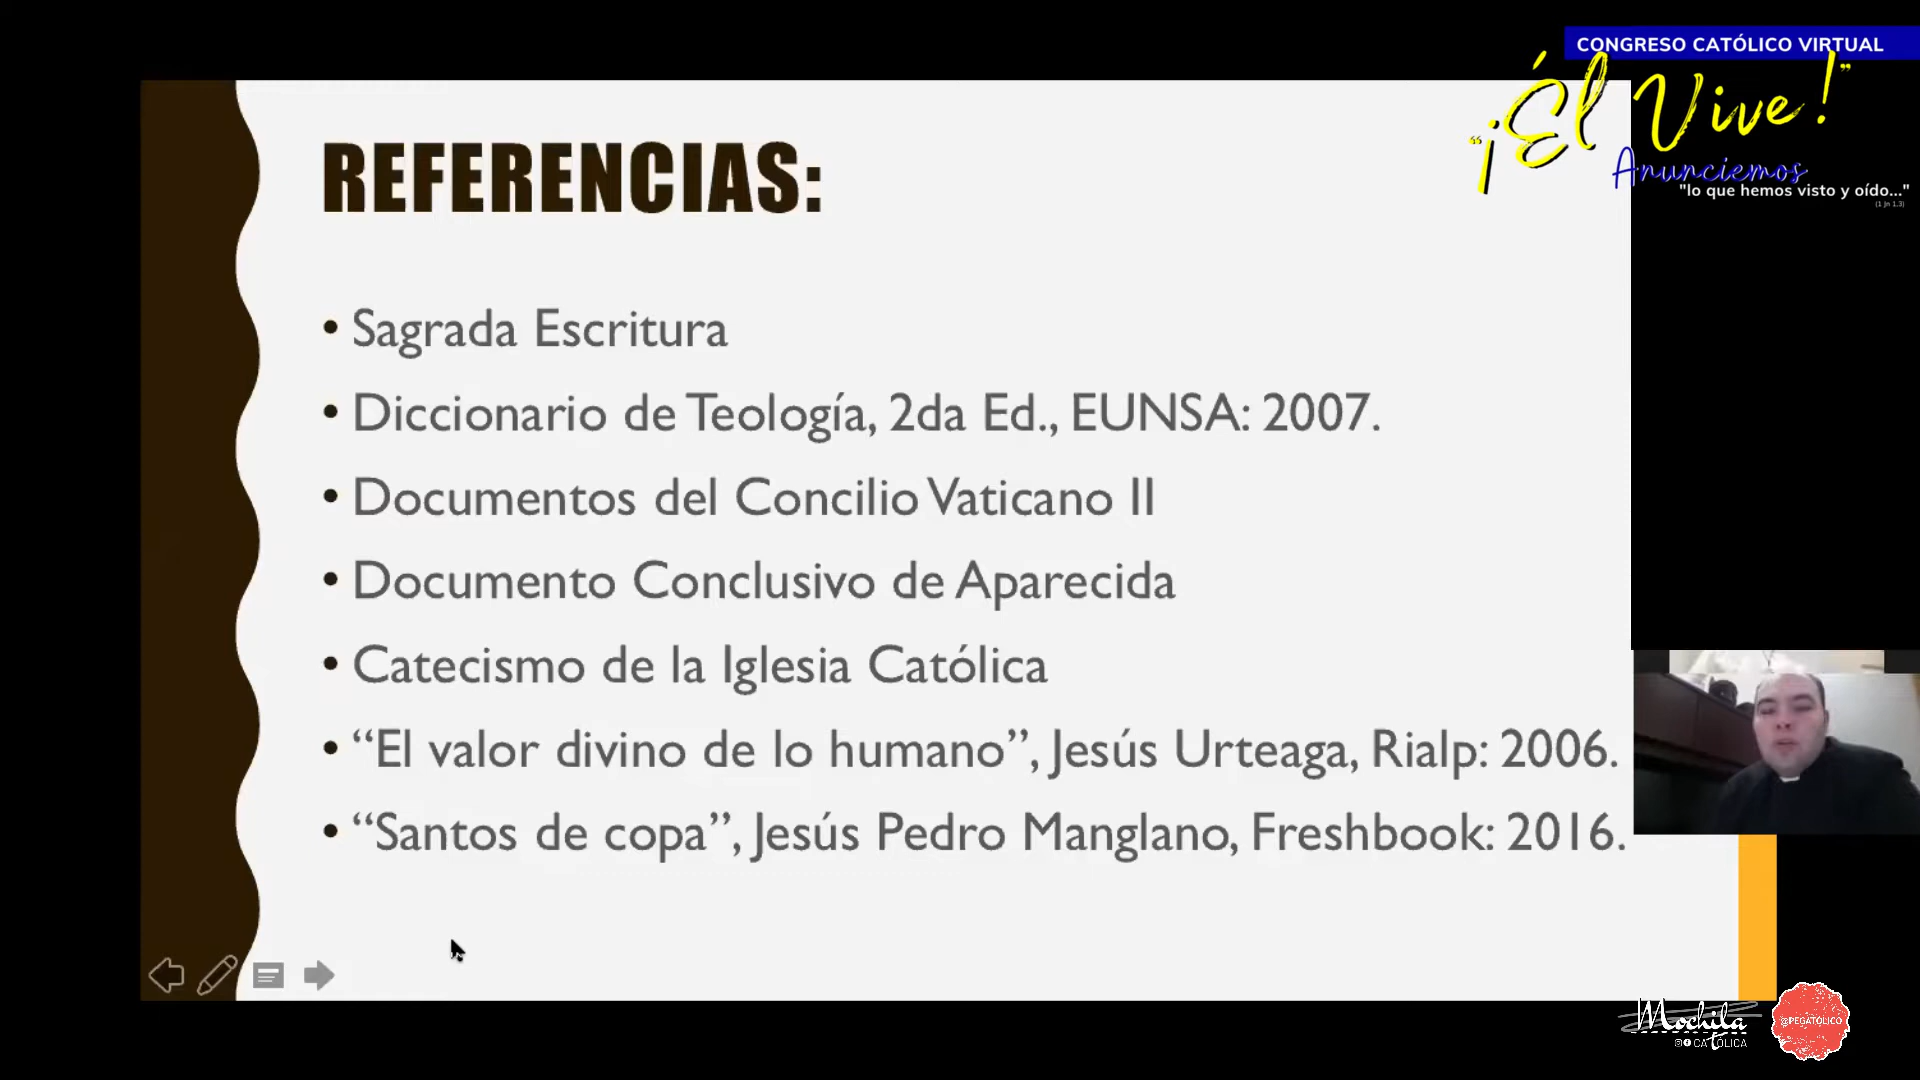 CONGRESO CATÓLICO VIRTUAL
"¡Él Vive!"
Anunciemos
"lo que hemos visto y oído..."
(1 Jn 1,3)
REFERENCIAS:
• Sagrada Escritura
• Diccionario de Teología, 2da Ed., EUNSA: 2007.
• Documentos del Concilio Vaticano II
• Documento Conclusivo de Aparecida
• Catecismo de la Iglesia Católica
• “El valor divino de lo humano”, Jesús Urteaga, Rialp: 2006.
• “Santos de copa”, Jesús Pedro Manglano, Freshbook: 2016.
Mochila
CATÓLICA
@PEGATOLICO